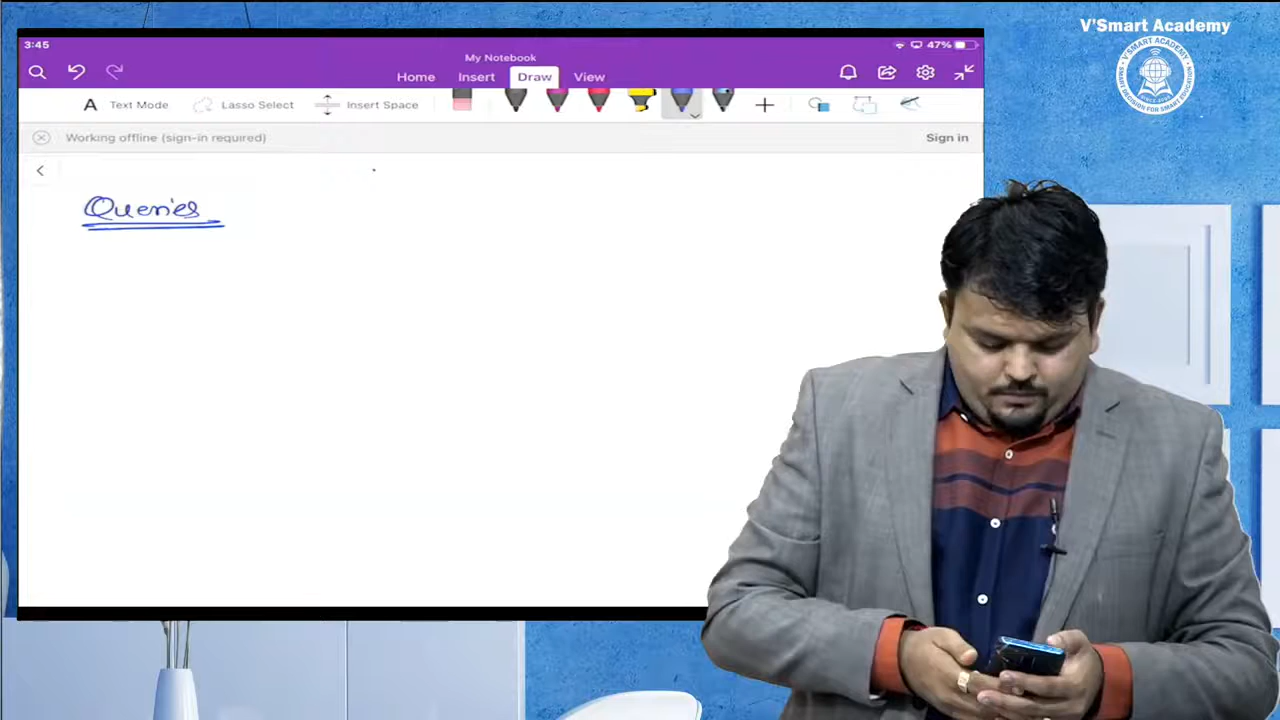 V'Smart Academy
3:45
47%
My Notebook
Home Insert Draw View
A Text Mode Lasso Select Insert Space
Working offline (sign-in required) Sign in
Queries